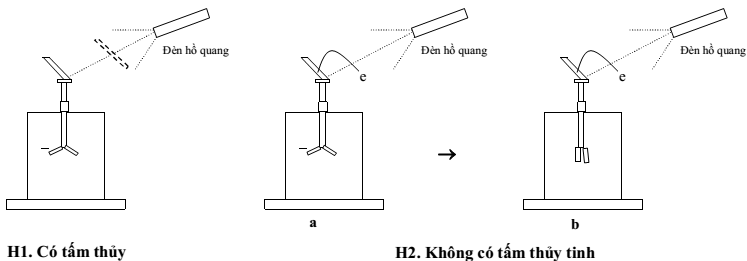 Đèn hồ quang
Đèn hồ quang
Đèn hồ quang
e
e
→
a
b
H1. Có tấm thủy
H2. Không có tấm thủy tinh